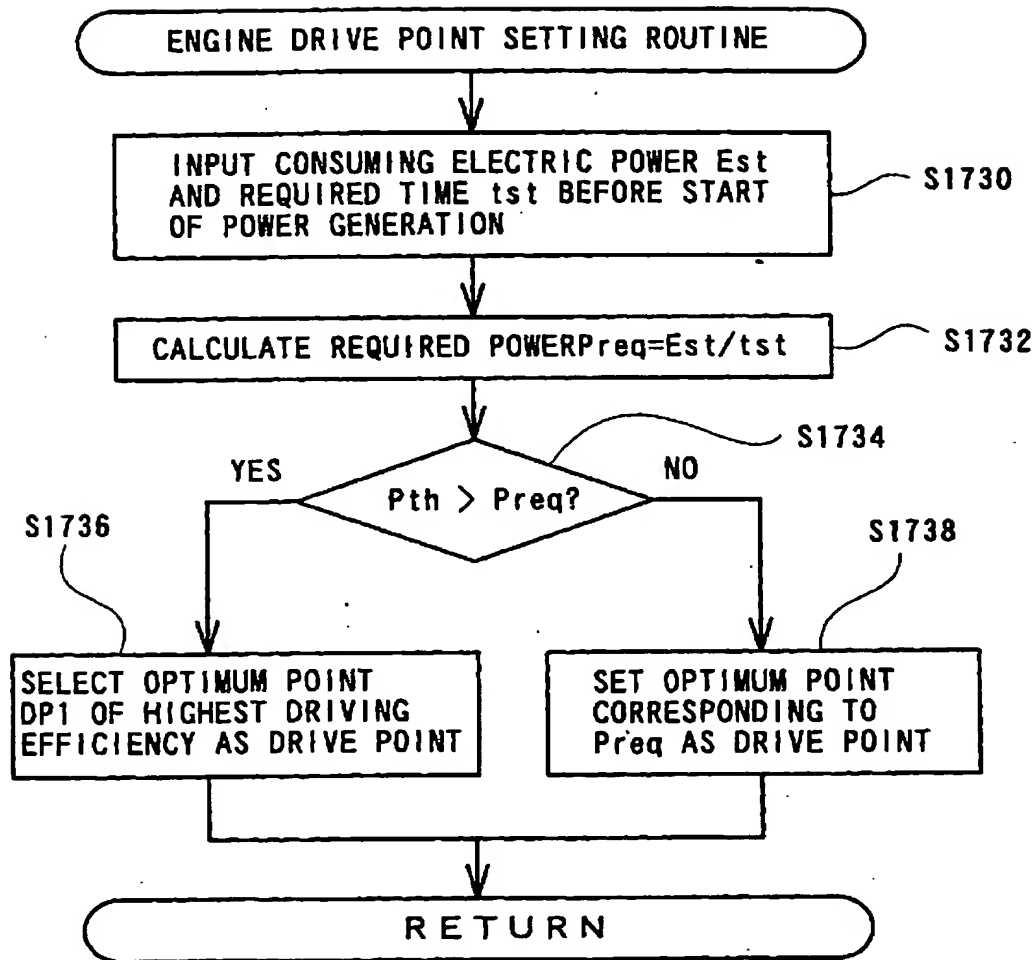 ENGINE DRIVE POINT SETTING ROUTINE
INPUT CONSUMING ELECTRIC POWER Est
AND REQUIRED TIME tst BEFORE START
OF POWER GENERATION
S1730
CALCULATE REQUIRED POWERPreq=Est/tst
S1732
S1734
YES
NO
Pth > Preq?
S1736
S1738
SELECT OPTIMUM POINT
DP1 OF HIGHEST DRIVING
EFFICIENCY AS DRIVE POINT
SET OPTIMUM POINT
CORRESPONDING TO
Preq AS DRIVE POINT
RETURN